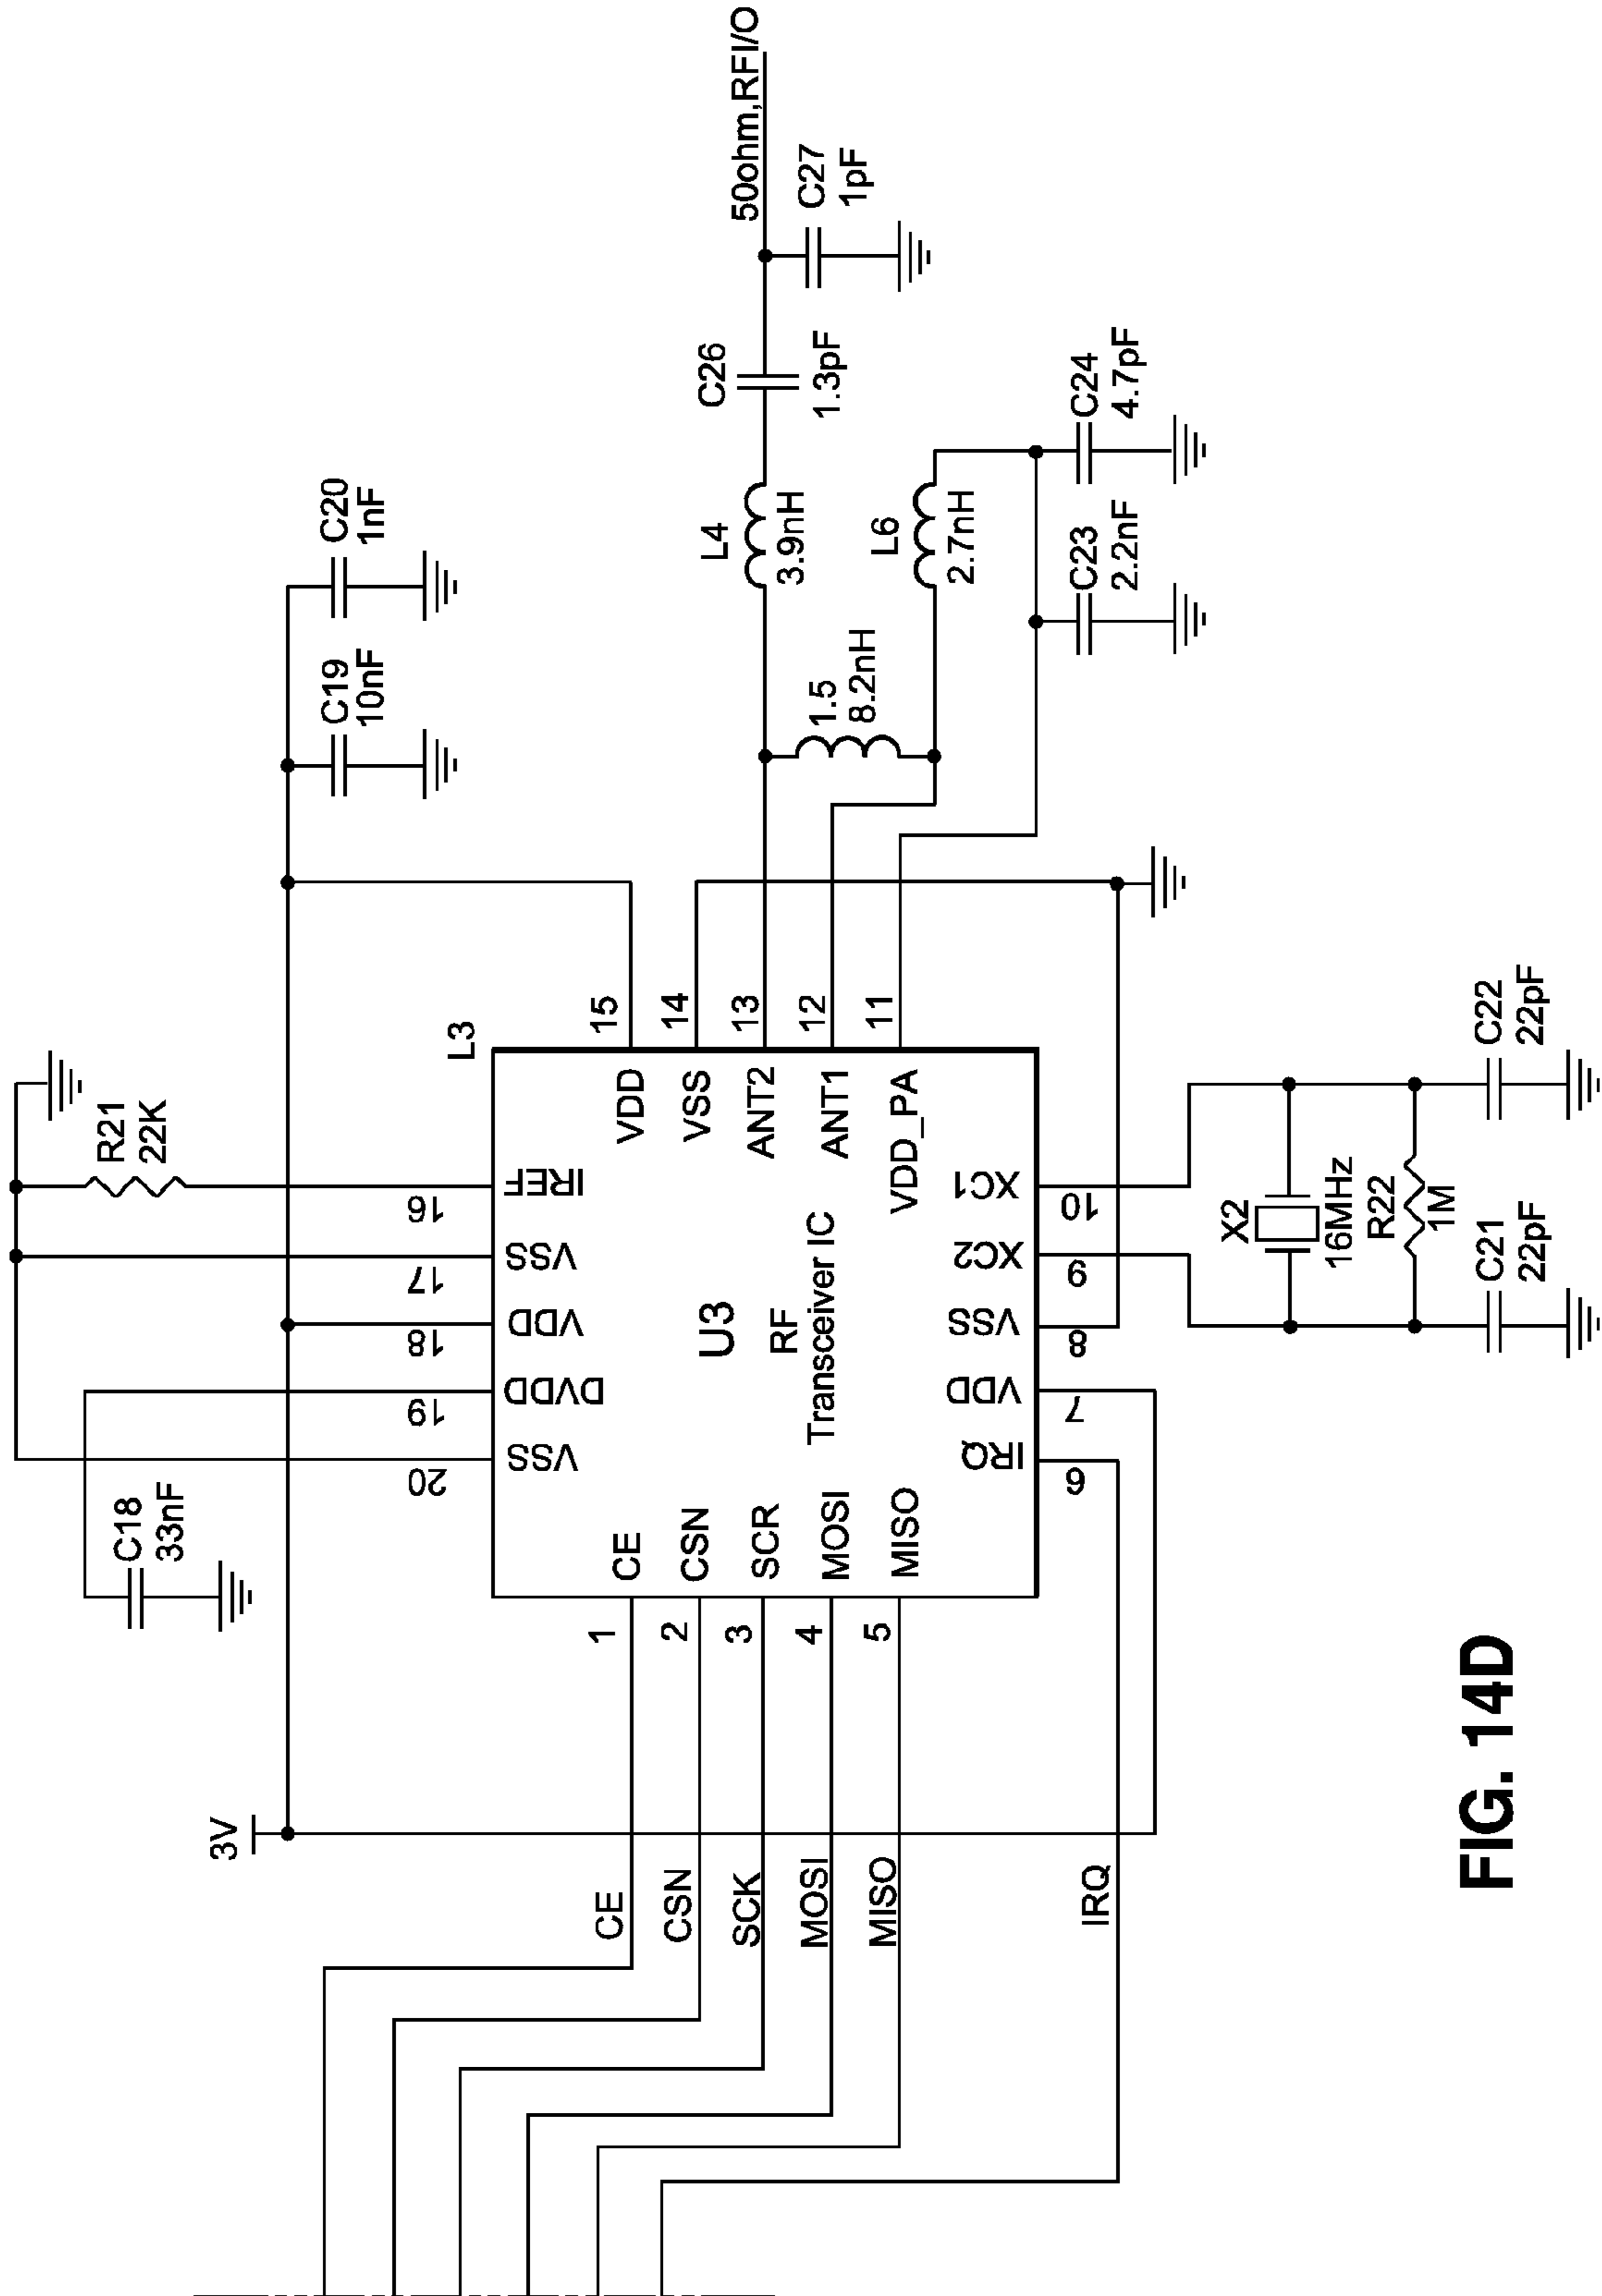 3V
C18
33nF
R21
22K
C19
10nF
C20
1nF
L3
20
19
18
17
16
VSS
DVDD
VDD
VSS
IREF
CE
1
CE
VDD
15
CSN
2
CSN
VSS
14
SCK
3
SCR
ANT2
13
MOSI
4
MOSI
ANT1
12
MISO
5
MISO
VDD_PA
11
U3
RF
Transceiver IC
IRQ
VDD
VSS
XC2
XC1
6
7
8
9
10
IRQ
L4
3.9nH
C26
1.3pF
50ohm,RFI/O
C27
1pF
1.5
8.2nH
L6
2.7nH
C23
2.2nF
C24
4.7pF
X2
16MHz
R22
1M
C21
22pF
C22
22pF
FIG. 14D